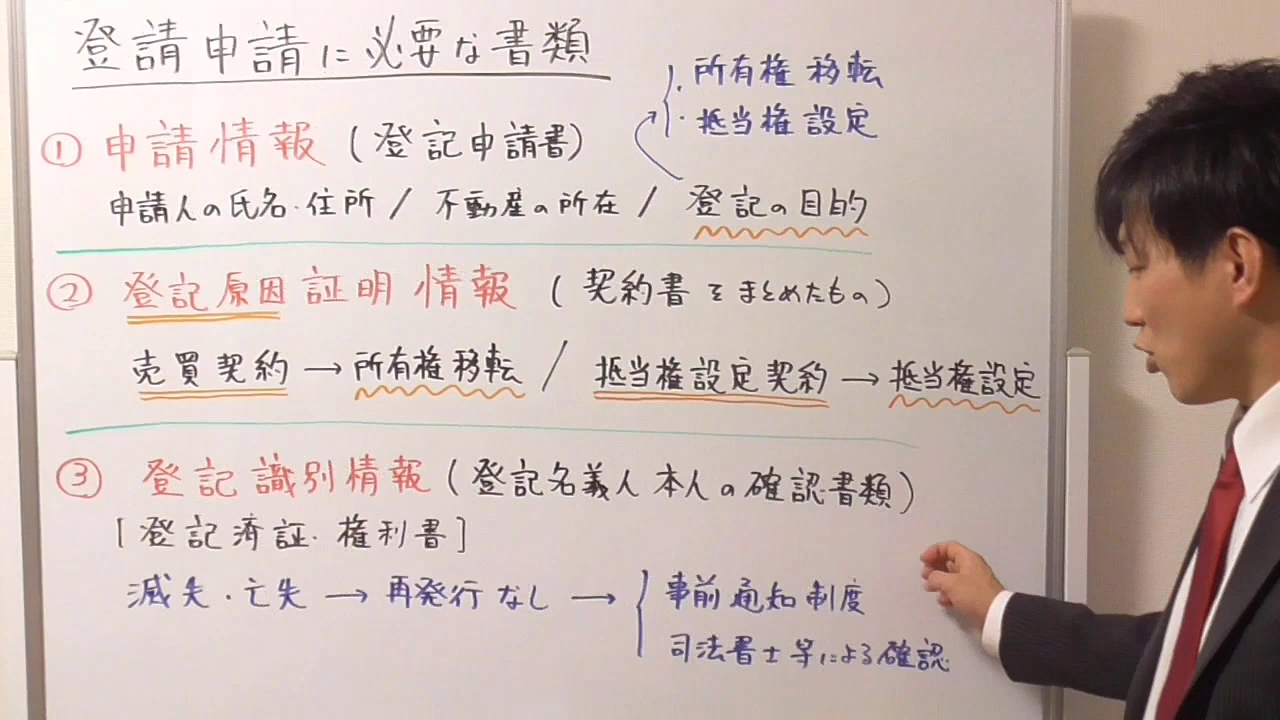 登請申請に必要な書類
・所有権移転
・抵当権設定
① 申請情報 (登記申請書)
申請人の氏名・住所 / 不動産の所在 / 登記の目的
② 登記原因証明情報 (契約書をまとめたもの)
売買契約 → 所有権移転 / 抵当権設定契約 → 抵当権設定
③ 登記識別情報 (登記名義人本人の確認書類)
[登記済証・権利書]
滅失・亡失 → 再発行なし →
事前通知制度
司法書士等による確認